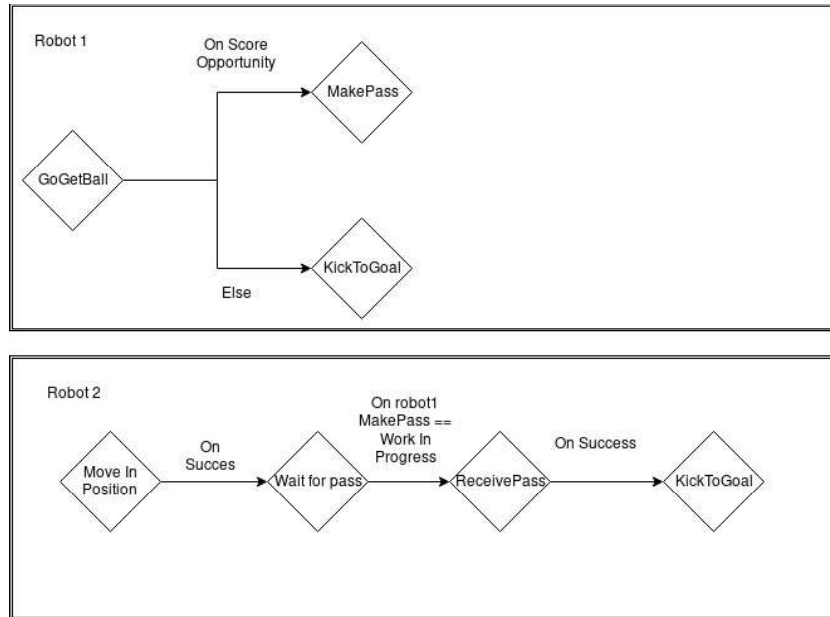 Robot 1
On Score
Opportunity
MakePass
GoGetBall
KickToGoal
Else
Robot 2
Move In
Position
On
Succes
Wait for pass
On robot1
MakePass ==
Work In
Progress
ReceivePass
On Success
KickToGoal